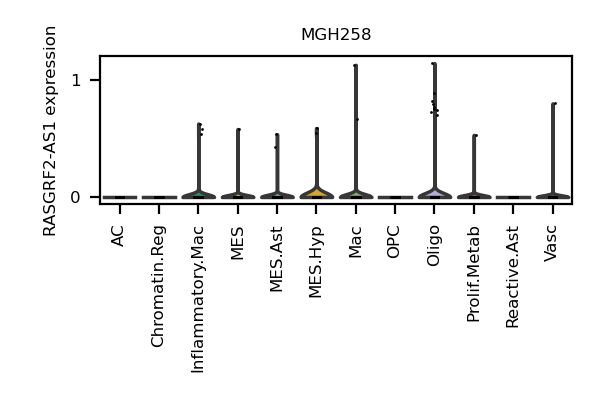 MGH258
RASGRF2-AS1 expression
1
0
AC
Chromatin.Reg
Inflammatory.Mac
MES
MES.Ast
MES.Hyp
Mac
OPC
Oligo
Prolif.Metab
Reactive.Ast
Vasc